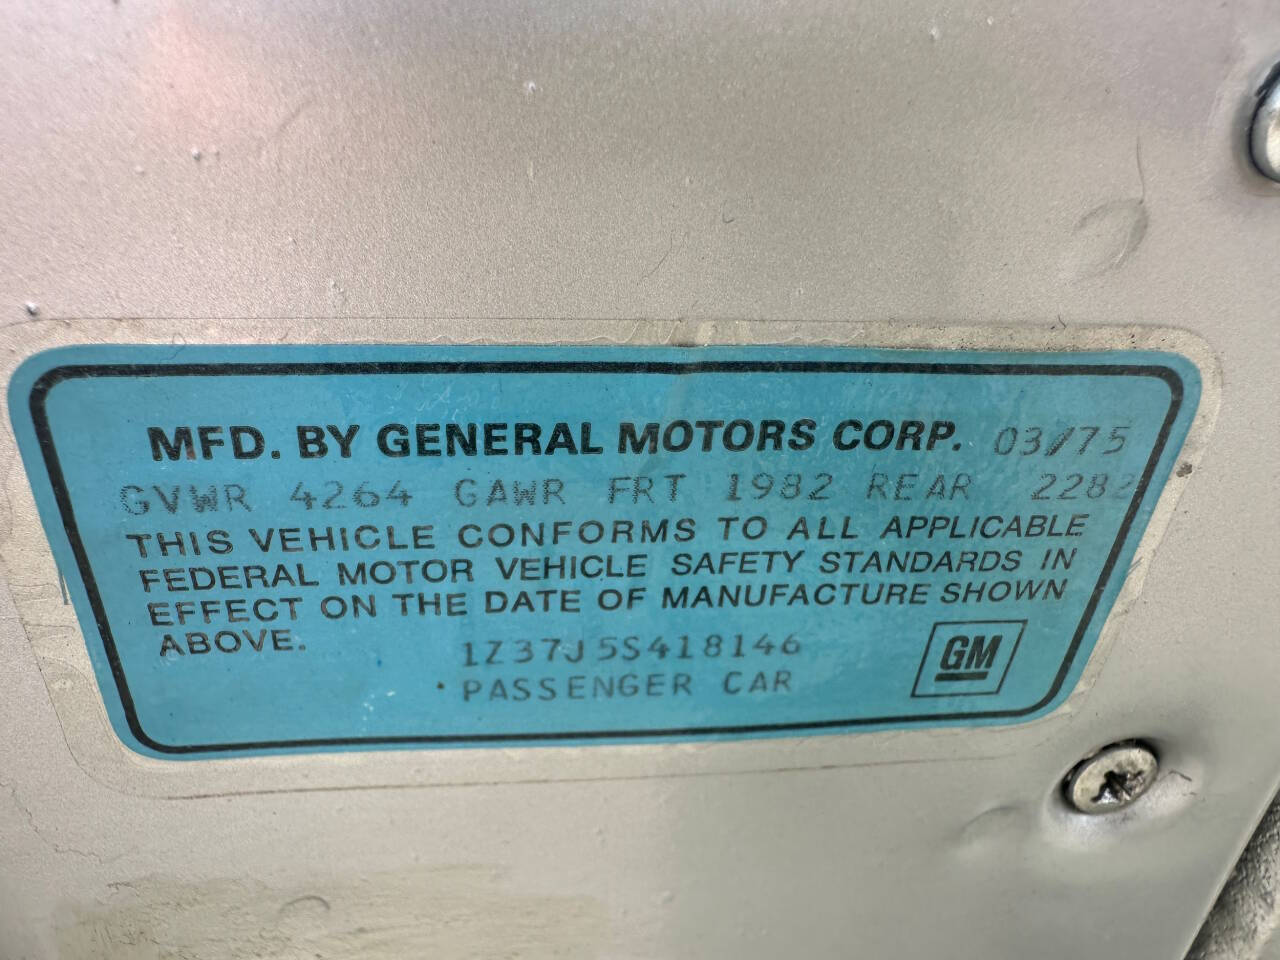 MFD. BY GENERAL MOTORS CORP. 03/75
GVWR 4264 GAWR FRT 1982 REAR 2282
THIS VEHICLE CONFORMS TO ALL APPLICABLE
FEDERAL MOTOR VEHICLE SAFETY STANDARDS IN
EFFECT ON THE DATE OF MANUFACTURE SHOWN
ABOVE.
1Z37J5S418146
PASSENGER CAR
GM